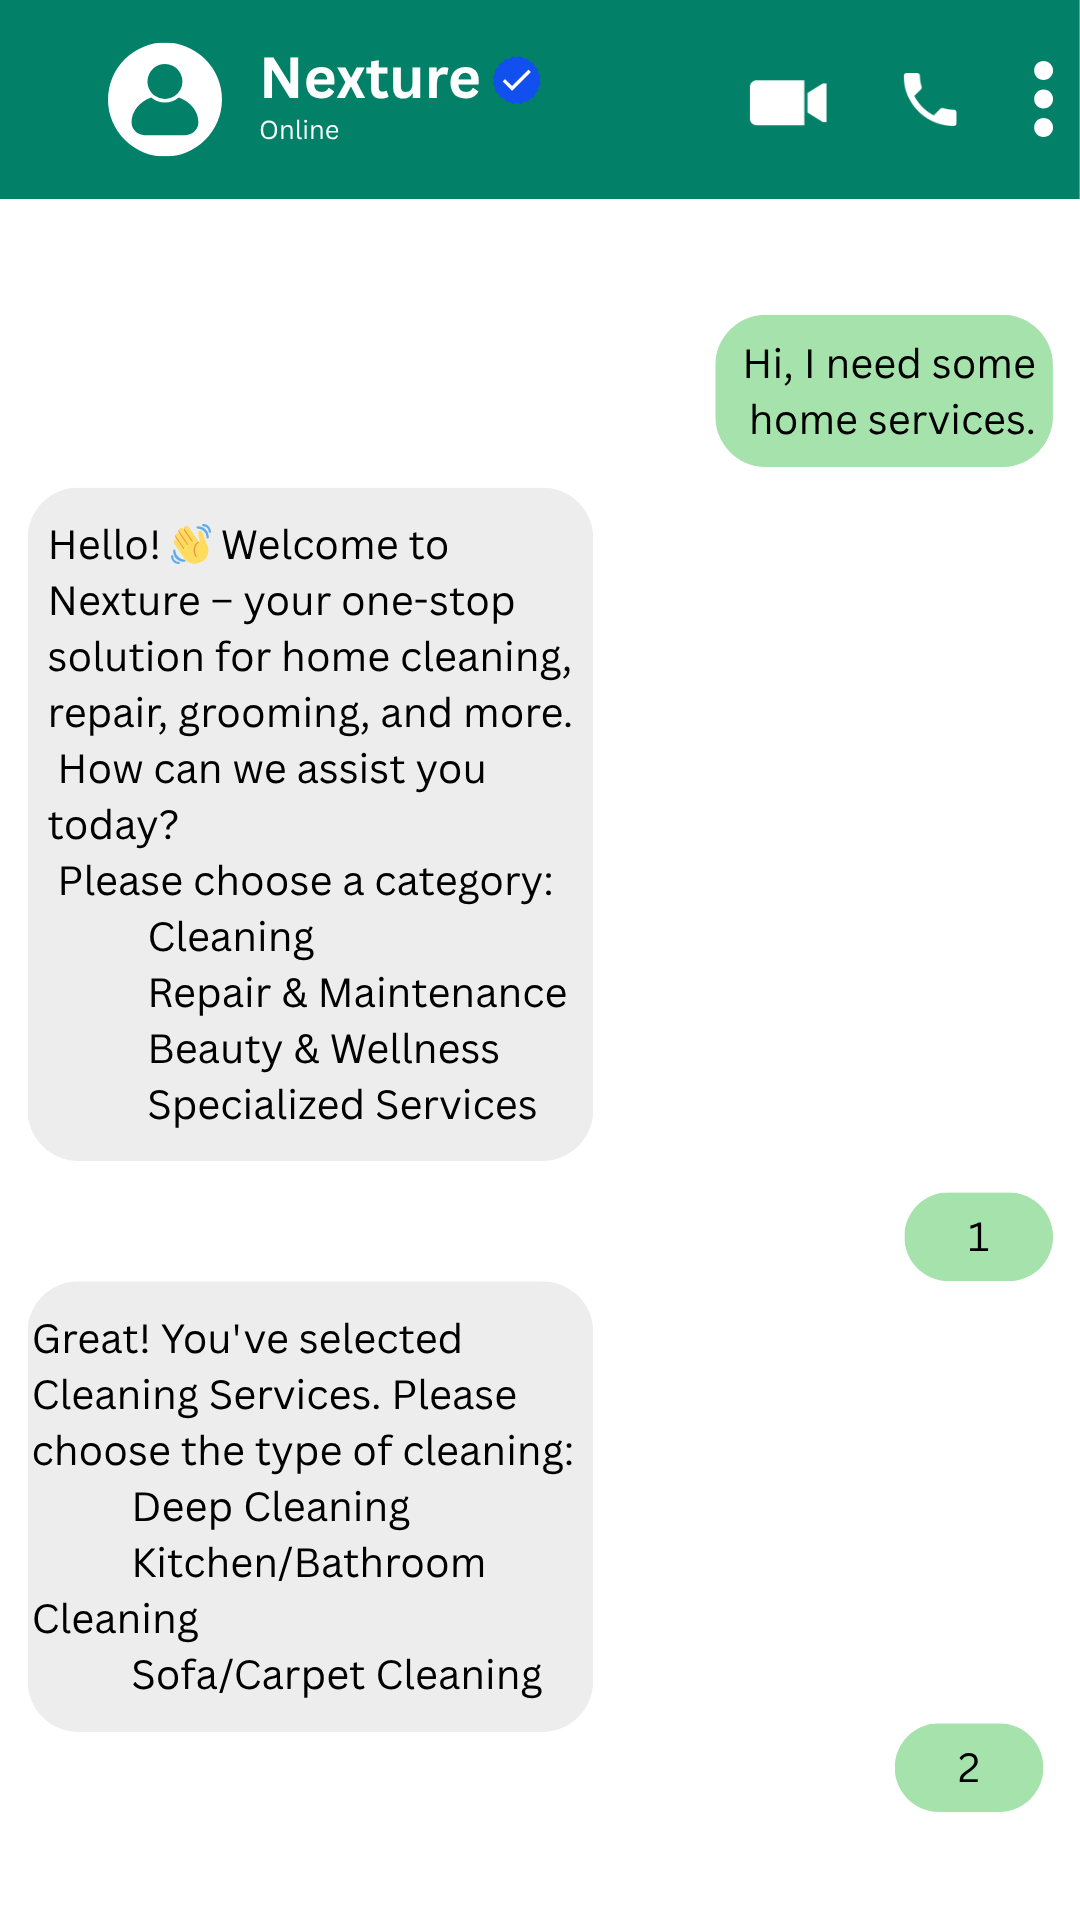 Nexture
Online
Hi, I need some
home services.
Hello! 👋 Welcome to
Nexture – your one-stop
solution for home cleaning,
repair, grooming, and more.
How can we assist you
today?
Please choose a category:
Cleaning
Repair & Maintenance
Beauty & Wellness
Specialized Services
1
Great! You've selected
Cleaning Services. Please
choose the type of cleaning:
Deep Cleaning
Kitchen/Bathroom
Cleaning
Sofa/Carpet Cleaning
2